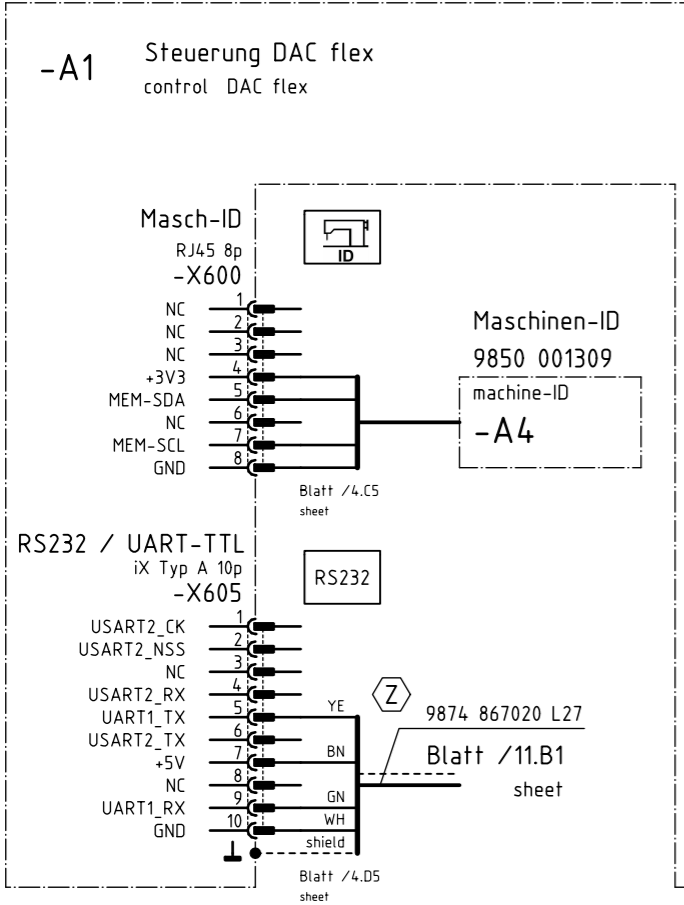 -A1
Steuerung DAC flex
control DAC flex
Masch-ID
RJ45 8p
-X600
ID
NC 1
NC 2
NC 3
+3V3 4
MEM-SDA 5
NC 6
MEM-SCL 7
GND 8
Maschinen-ID
9850 001309
machine-ID
-A4
Blatt /4.C5
sheet
RS232 / UART-TTL
iX Typ A 10p
-X605
RS232
USART2_CK 1
USART2_NSS 2
NC 3
USART2_RX 4
UART1_TX 5 YE
USART2_TX 6
+5V 7 BN
NC 8
UART1_RX 9 GN
GND 10 WH
shield
Z
9874 867020 L27
Blatt /11.B1
sheet
Blatt /4.D5
sheet